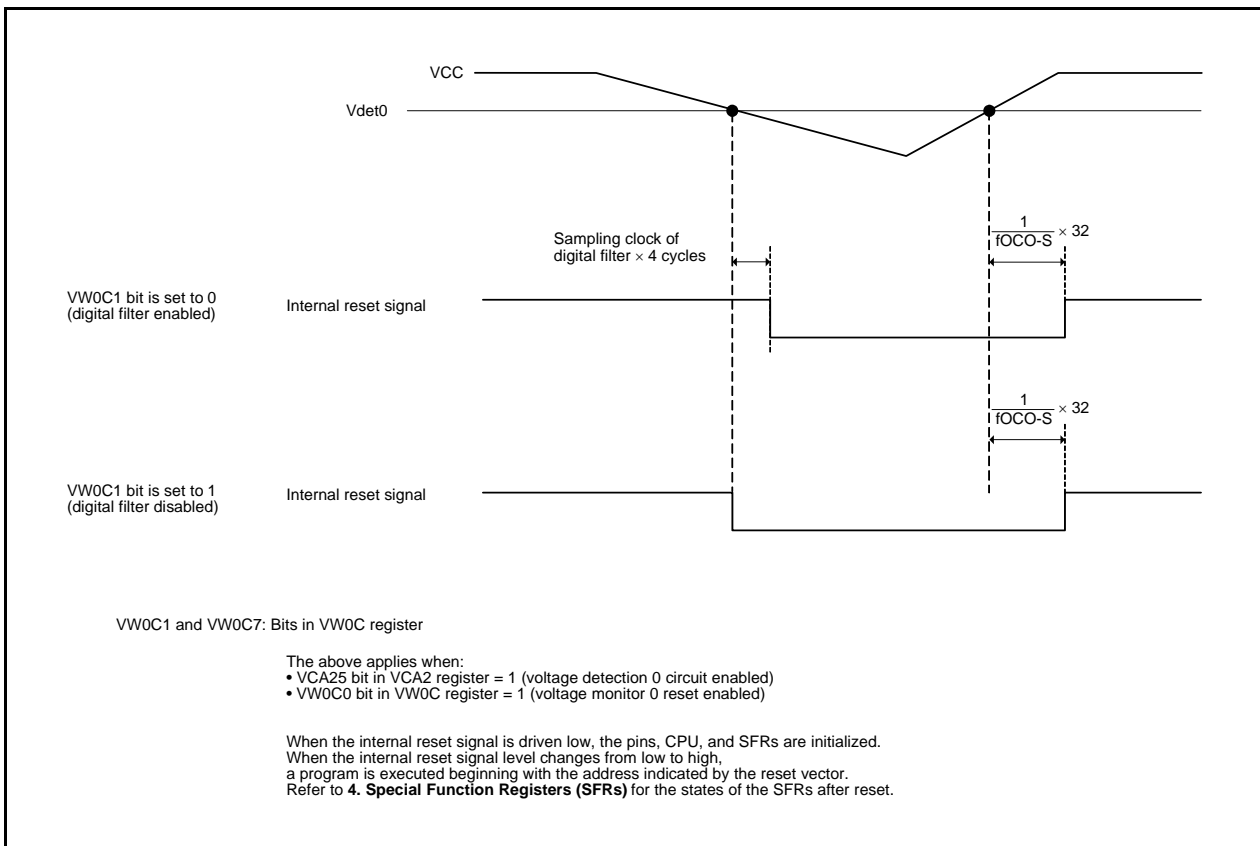 VCC
Vdet0
Sampling clock of
digital filter × 4 cycles
1
fOCO-S × 32
VW0C1 bit is set to 0
(digital filter enabled)
Internal reset signal
1
fOCO-S × 32
VW0C1 bit is set to 1
(digital filter disabled)
Internal reset signal
VW0C1 and VW0C7: Bits in VW0C register
The above applies when:
• VCA25 bit in VCA2 register = 1 (voltage detection 0 circuit enabled)
• VW0C0 bit in VW0C register = 1 (voltage monitor 0 reset enabled)
When the internal reset signal is driven low, the pins, CPU, and SFRs are initialized.
When the internal reset signal level changes from low to high,
a program is executed beginning with the address indicated by the reset vector.
Refer to 4. Special Function Registers (SFRs) for the states of the SFRs after reset.